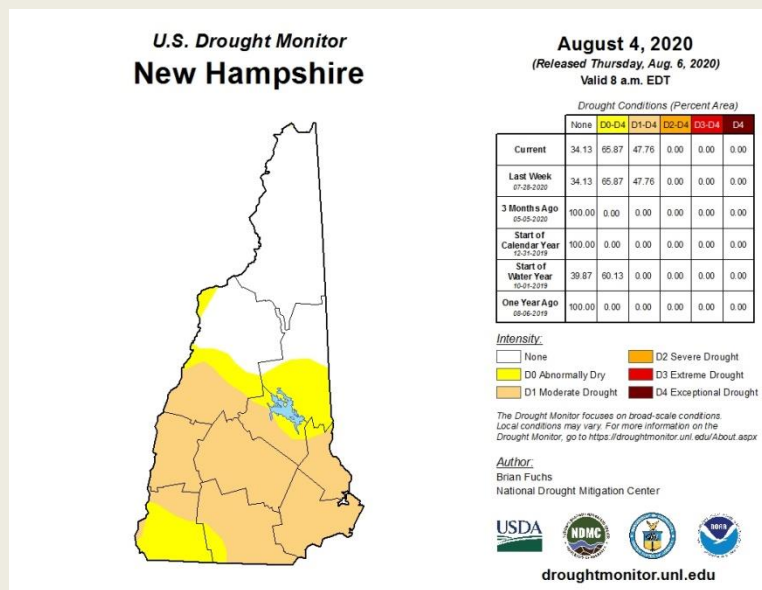 U.S. Drought Monitor
New Hampshire
August 4, 2020
(Released Thursday, Aug. 6, 2020)
Valid 8 a.m. EDT
Drought Conditions (Percent Area)
None D0-D4 D1-D4 D2-D4 D3-D4 D4
Current 34.13 65.87 47.76 0.00 0.00 0.00
Last Week 34.13 65.87 47.76 0.00 0.00 0.00
07-28-2020
3 Months Ago 100.00 0.00 0.00 0.00 0.00 0.00
05-05-2020
Start of
Calendar Year 100.00 0.00 0.00 0.00 0.00 0.00
12-31-2019
Start of
Water Year 39.87 60.13 0.00 0.00 0.00 0.00
10-01-2019
One Year Ago 100.00 0.00 0.00 0.00 0.00 0.00
08-06-2019
Intensity:
None
D0 Abnormally Dry
D1 Moderate Drought
D2 Severe Drought
D3 Extreme Drought
D4 Exceptional Drought
The Drought Monitor focuses on broad-scale conditions.
Local conditions may vary. For more information on the
Drought Monitor, go to https://droughtmonitor.unl.edu/About.aspx
Author:
Brian Fuchs
National Drought Mitigation Center
USDA
NDMC
NOAA
droughtmonitor.unl.edu